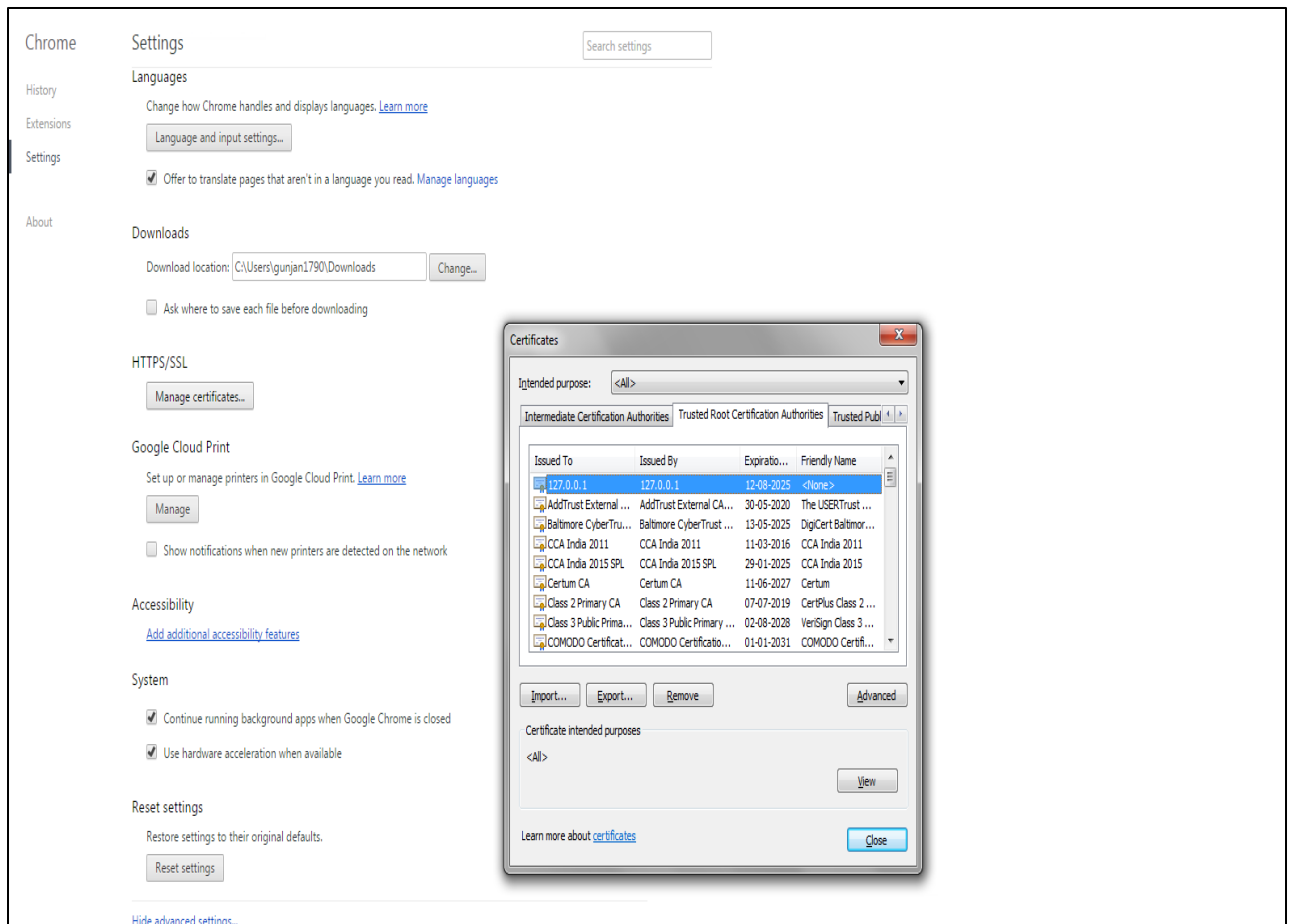 Chrome
History
Extensions
Settings
About
Settings
Search settings
Languages
Change how Chrome handles and displays languages. Learn more
Language and input settings...
Offer to translate pages that aren't in a language you read. Manage languages
Downloads
Download location: C:\Users\gunjan1790\Downloads Change...
Ask where to save each file before downloading
HTTPS/SSL
Manage certificates...
Google Cloud Print
Set up or manage printers in Google Cloud Print. Learn more
Manage
Show notifications when new printers are detected on the network
Accessibility
Add additional accessibility features
System
Continue running background apps when Google Chrome is closed
Use hardware acceleration when available
Reset settings
Restore settings to their original defaults.
Reset settings
Hide advanced settings...
Certificates
X
Intended purpose: <All>
Intermediate Certification Authorities Trusted Root Certification Authorities Trusted Publ
Issued To Issued By Expiratio... Friendly Name
127.0.0.1 127.0.0.1 12-08-2025 <None>
AddTrust External ... AddTrust External CA... 30-05-2020 The USERTrust ...
Baltimore CyberTru... Baltimore CyberTrust ... 13-05-2025 DigiCert Baltimor...
CCA India 2011 CCA India 2011 11-03-2016 CCA India 2011
CCA India 2015 SPL CCA India 2015 SPL 29-01-2025 CCA India 2015
Certum CA Certum CA 11-06-2027 Certum
Class 2 Primary CA Class 2 Primary CA 07-07-2019 CertPlus Class 2 ...
Class 3 Public Prima... Class 3 Public Primary ... 02-08-2028 VeriSign Class 3 ...
COMODO Certificat... COMODO Certificatio... 01-01-2031 COMODO Certifi...
Import... Export... Remove Advanced
Certificate intended purposes
<All>
View
Learn more about certificates
Close